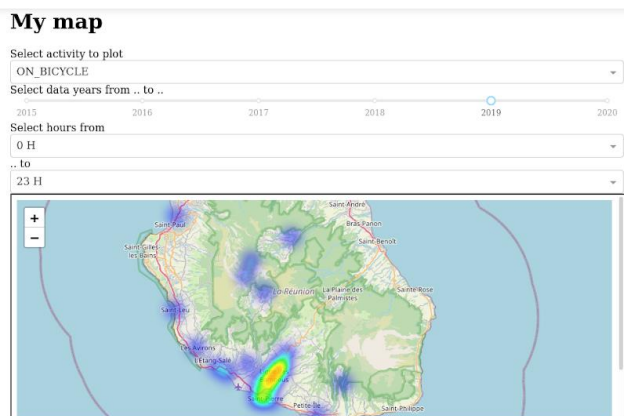 My map
Select activity to plot
ON_BICYCLE
Select data years from .. to ..
2015 2016 2017 2018 2019 2020
Select hours from
0 H
.. to
23 H
+
−
Saint André
Bras-Panon
Saint-Paul
Saint-Benoît
Saint-Gilles
les Bains
La Réunion
La Plaine des
Palmistes
Sainte-Rose
Saint-Leu
Les Avirons
L'Étang-Salé
Saint-Pierre
Petite-Île
Saint-Philippe